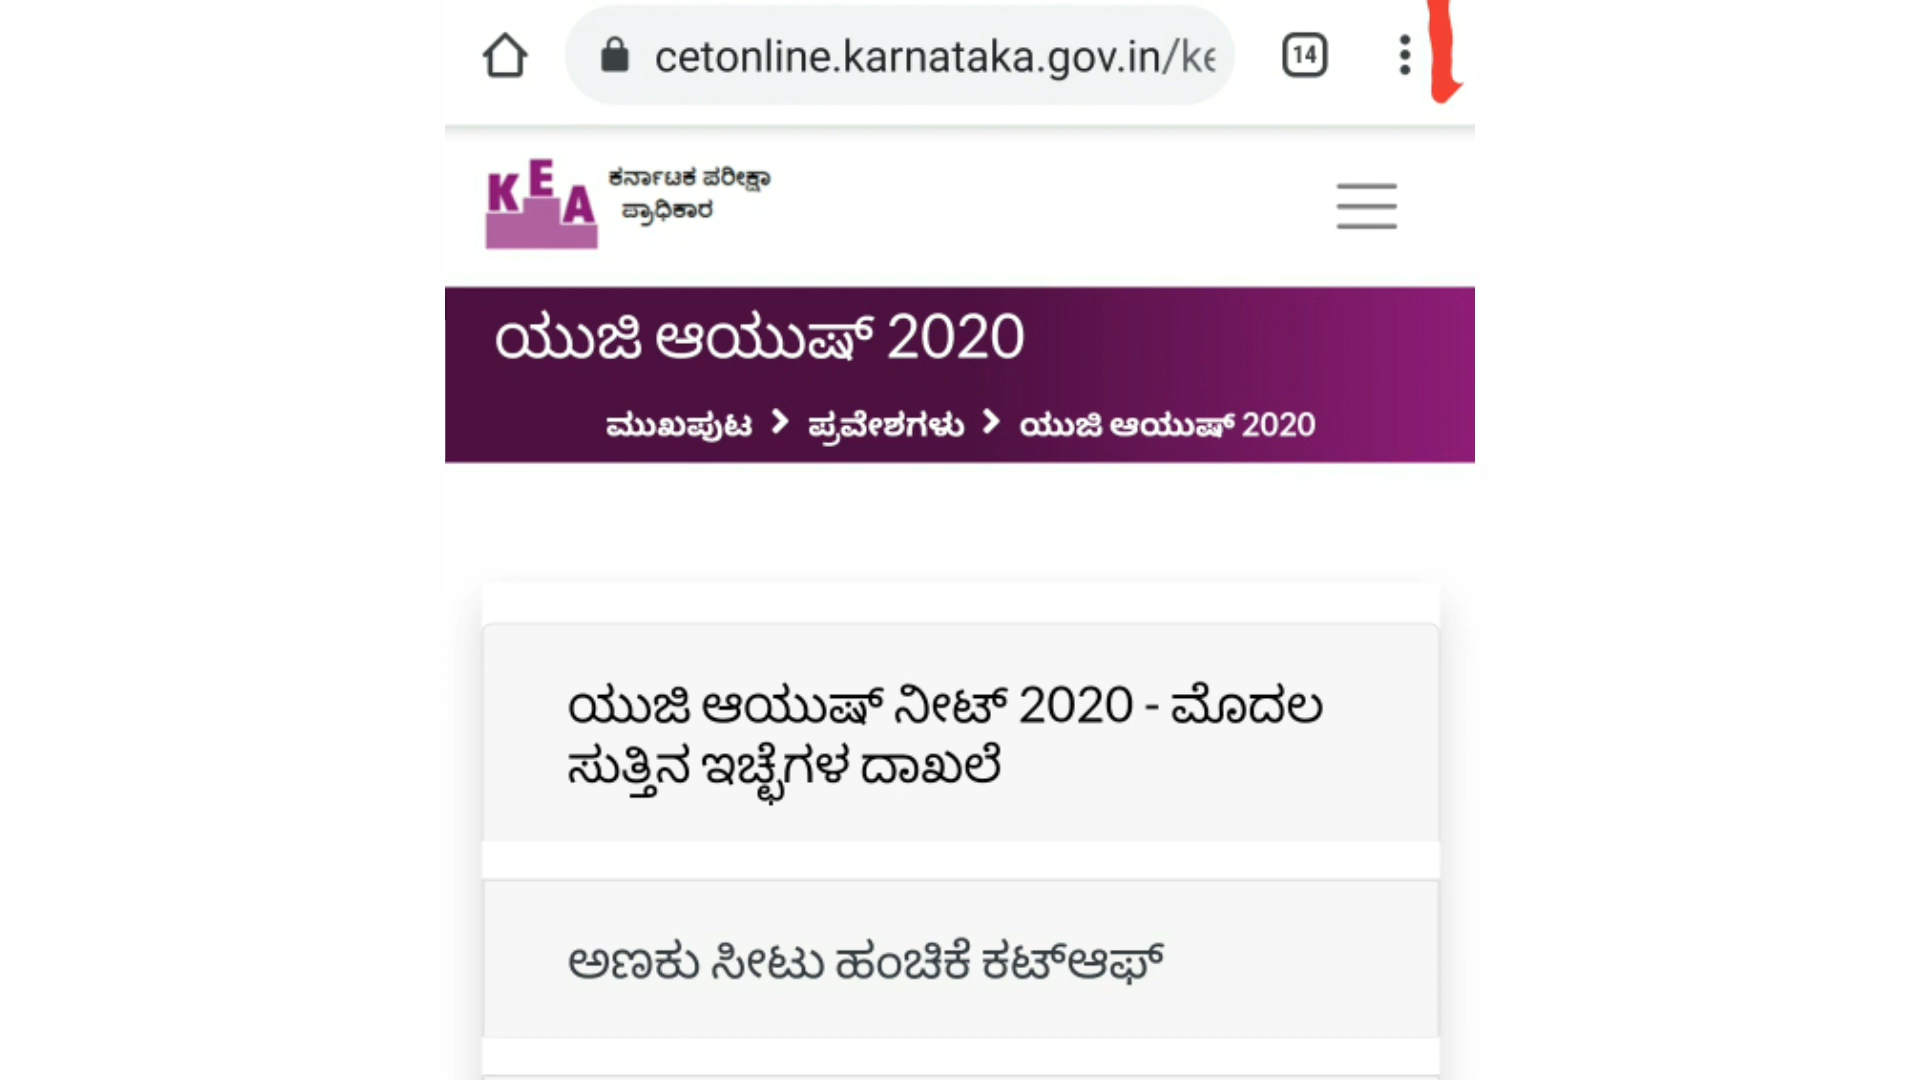 cetonline.karnataka.gov.in/ke
14
KEA
ಕರ್ನಾಟಕ ಪರೀಕ್ಷಾ
ಪ್ರಾಧಿಕಾರ
ಯುಜಿ ಆಯುಷ್ 2020
ಮುಖಪುಟ > ಪ್ರವೇಶಗಳು > ಯುಜಿ ಆಯುಷ್ 2020
ಯುಜಿ ಆಯುಷ್ ನೀಟ್ 2020 - ಮೊದಲ
ಸುತ್ತಿನ ಇಚ್ಛೆಗಳ ದಾಖಲೆ
ಅಣಕು ಸೀಟು ಹಂಚಿಕೆ ಕಟ್‌ಆಫ್